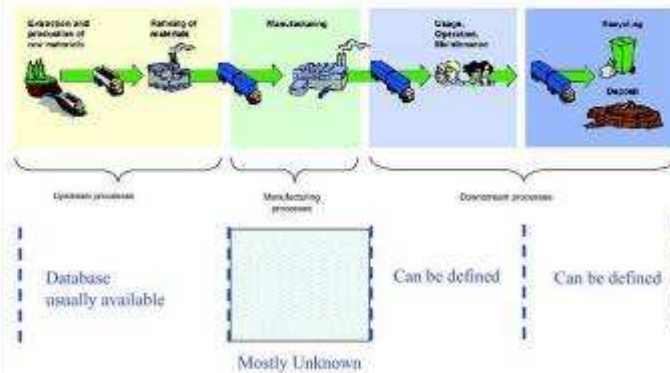 Extraction and
production of
raw materials
Refining of
materials
Manufacturing
Usage,
Operation,
Maintenance
Recycling
Deposit
Upstream processes
Manufacturing
processes
Downstream processes
Database
usually available
Can be defined
Can be defined
Mostly Unknown